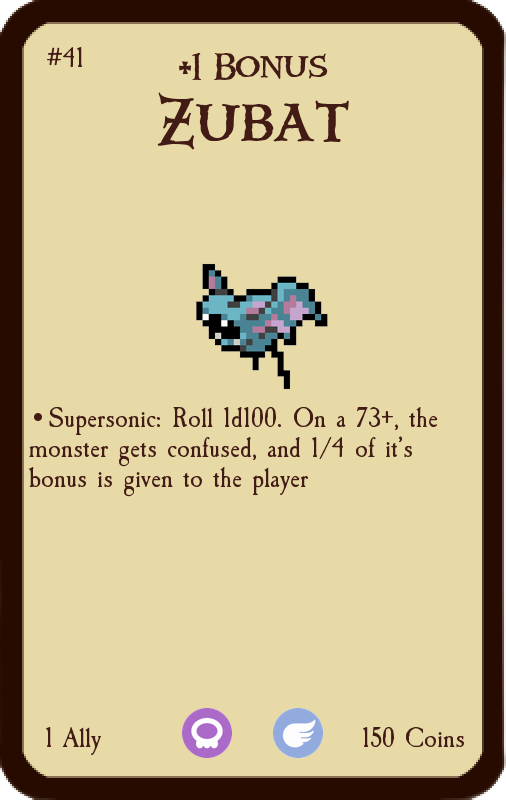 #41
+1 Bonus
Zubat
• Supersonic: Roll 1d100. On a 73+, the
monster gets confused, and 1/4 of it's
bonus is given to the player
1 Ally
150 Coins